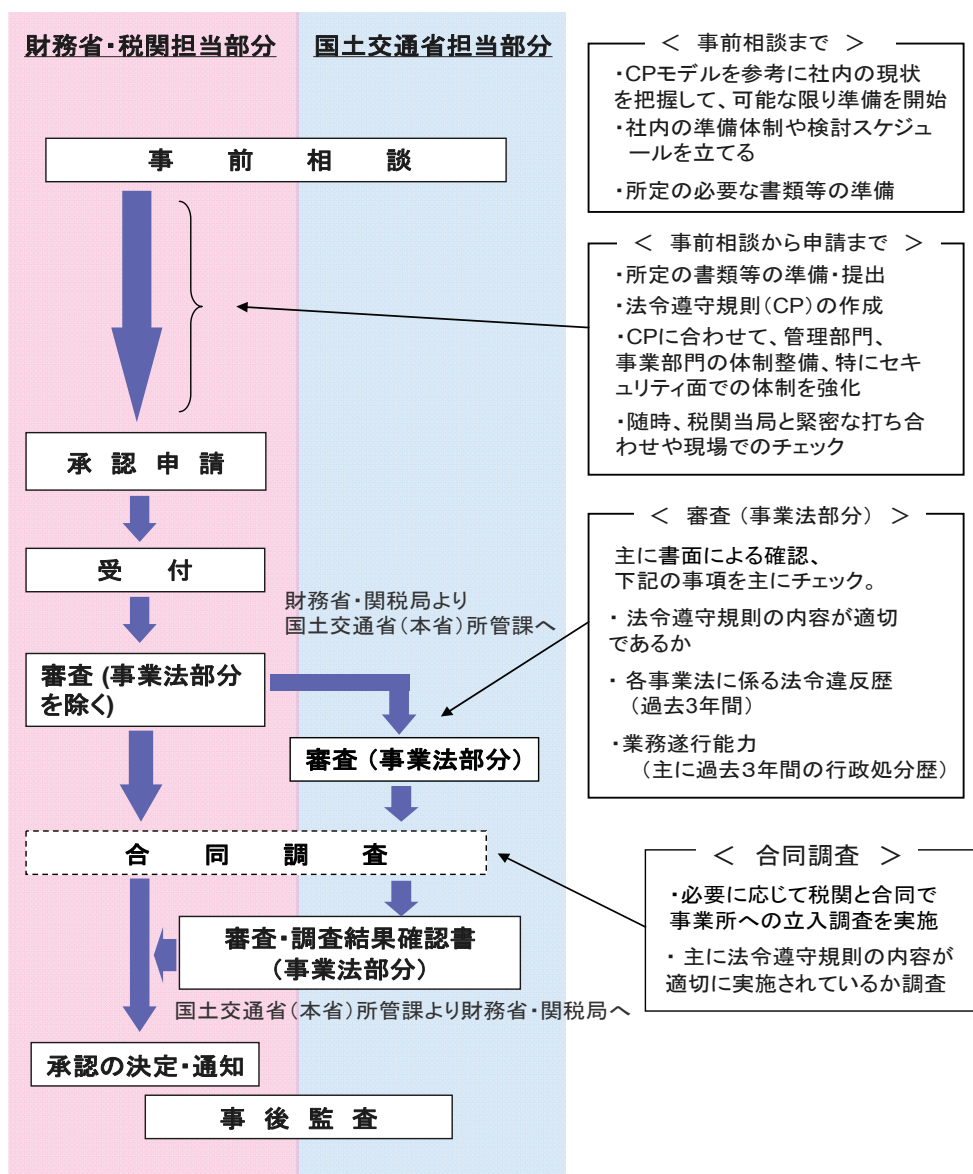 財務省・税関担当部分
国土交通省担当部分
事前相談
承認申請
受付
財務省・関税局より
国土交通省(本省)所管課へ
審査 (事業法部分
を除く)
審査 (事業法部分)
合同調査
審査・調査結果確認書
(事業法部分)
国土交通省(本省)所管課より財務省・関税局へ
承認の決定・通知
事後監査
< 事前相談まで >
・CPモデルを参考に社内の現状
を把握して、可能な限り準備を開始
・社内の準備体制や検討スケジュ
ールを立てる
・所定の必要な書類等の準備
< 事前相談から申請まで >
・所定の書類等の準備・提出
・法令遵守規則(CP)の作成
・CPに合わせて、管理部門、
事業部門の体制整備、特にセキ
ュリティ面での体制を強化
・随時、税関当局と緊密な打ち合
わせや現場でのチェック
< 審査 (事業法部分) >
主に書面による確認、
下記の事項を主にチェック。
・ 法令遵守規則の内容が適切
であるか
・ 各事業法に係る法令違反歴
(過去3年間)
・業務遂行能力
(主に過去3年間の行政処分歴)
< 合同調査 >
・必要に応じて税関と合同で
事業所への立入調査を実施
・ 主に法令遵守規則の内容が
適切に実施されているか調査